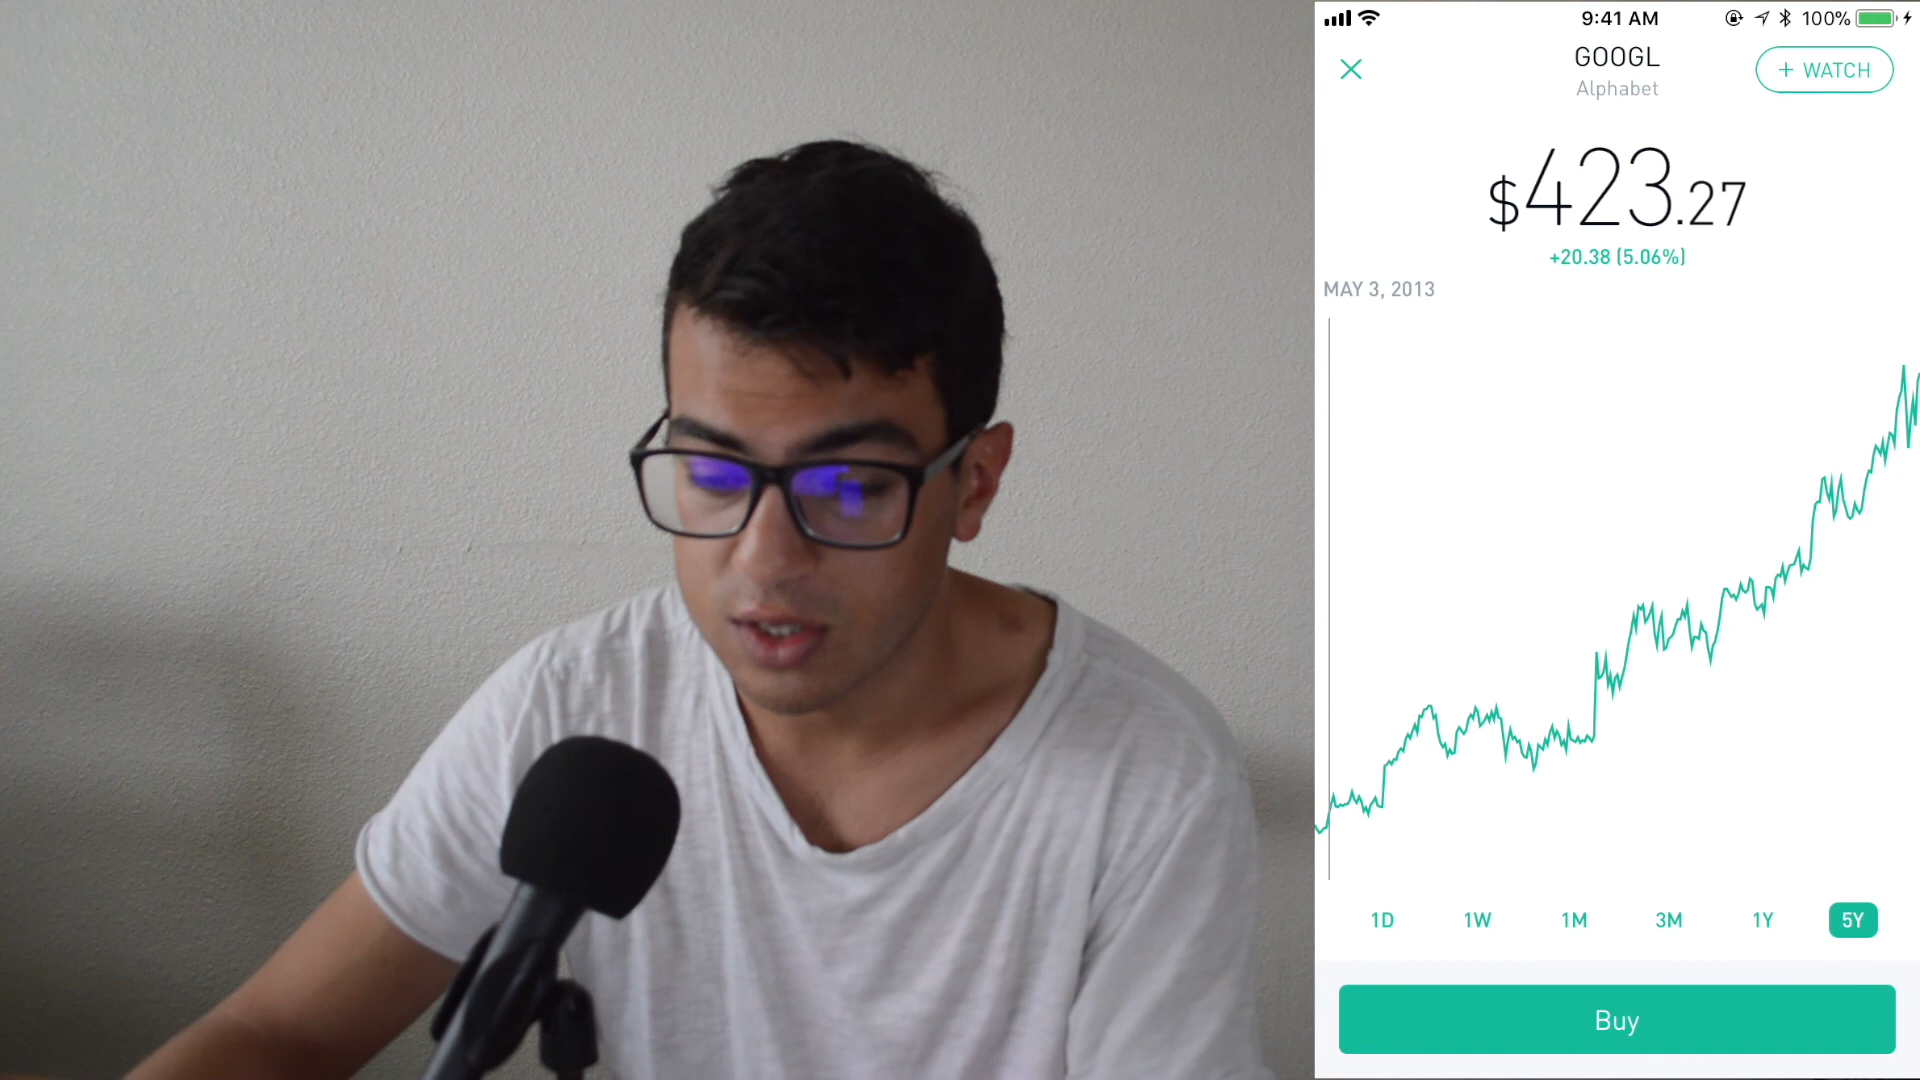 9:41 AM
100%
GOOGL
+ WATCH
Alphabet
$423.27
+20.38 (5.06%)
MAY 3, 2013
1D 1W 1M 3M 1Y 5Y
Buy